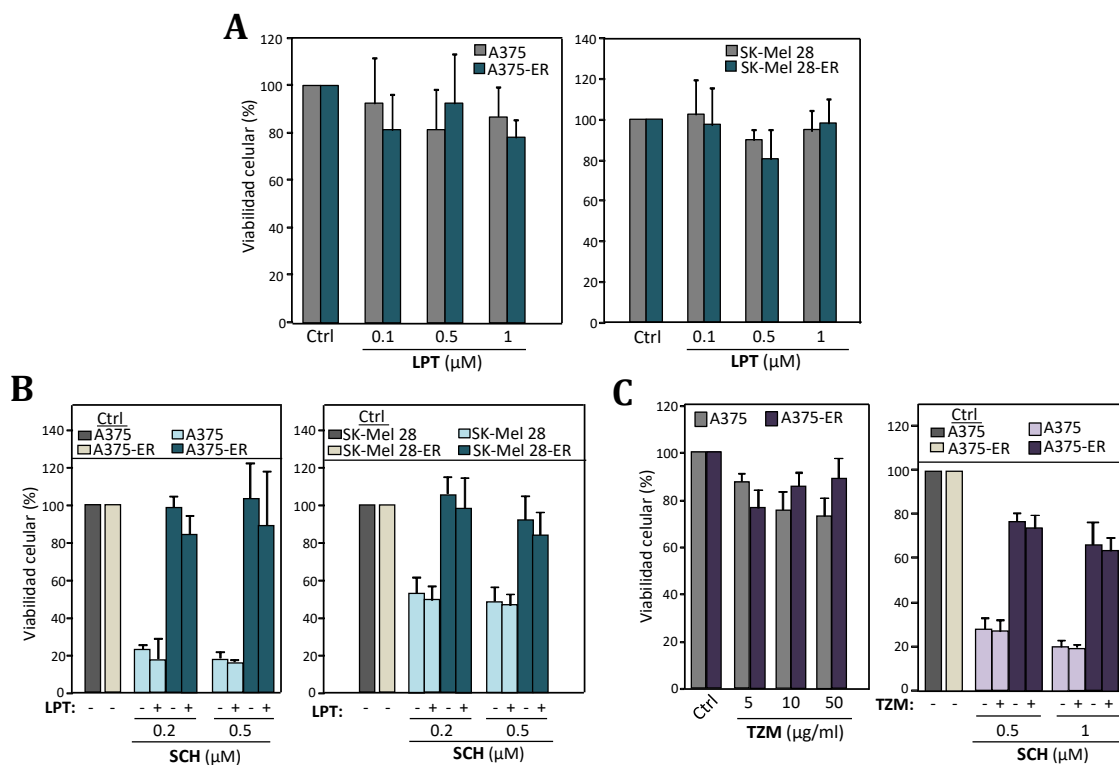 A
Viabilidad celular (%)
120
100
80
60
40
20
0
A375
A375-ER
Ctrl 0.1 0.5 1
LPT (µM)
140
120
100
80
60
40
20
0
SK-Mel 28
SK-Mel 28-ER
Ctrl 0.1 0.5 1
LPT (µM)
B
Viabilidad celular (%)
Ctrl
A375 A375
A375-ER A375-ER
120
100
80
60
40
20
0
LPT: - - - + - + - + - +
0.2 0.5
SCH (µM)
Ctrl
SK-Mel 28 SK-Mel 28
SK-Mel 28-ER SK-Mel 28-ER
120
100
80
60
40
20
0
LPT: - - - + - + - + - +
0.2 0.5
SCH (µM)
C
Viabilidad celular (%)
120
100
80
60
40
20
0
A375 A375-ER
Ctrl 5 10 50
TZM (µg/ml)
Ctrl
A375 A375
A375-ER A375-ER
120
100
80
60
40
20
0
TZM: - - - + - + - + - +
0.5 1
SCH (µM)